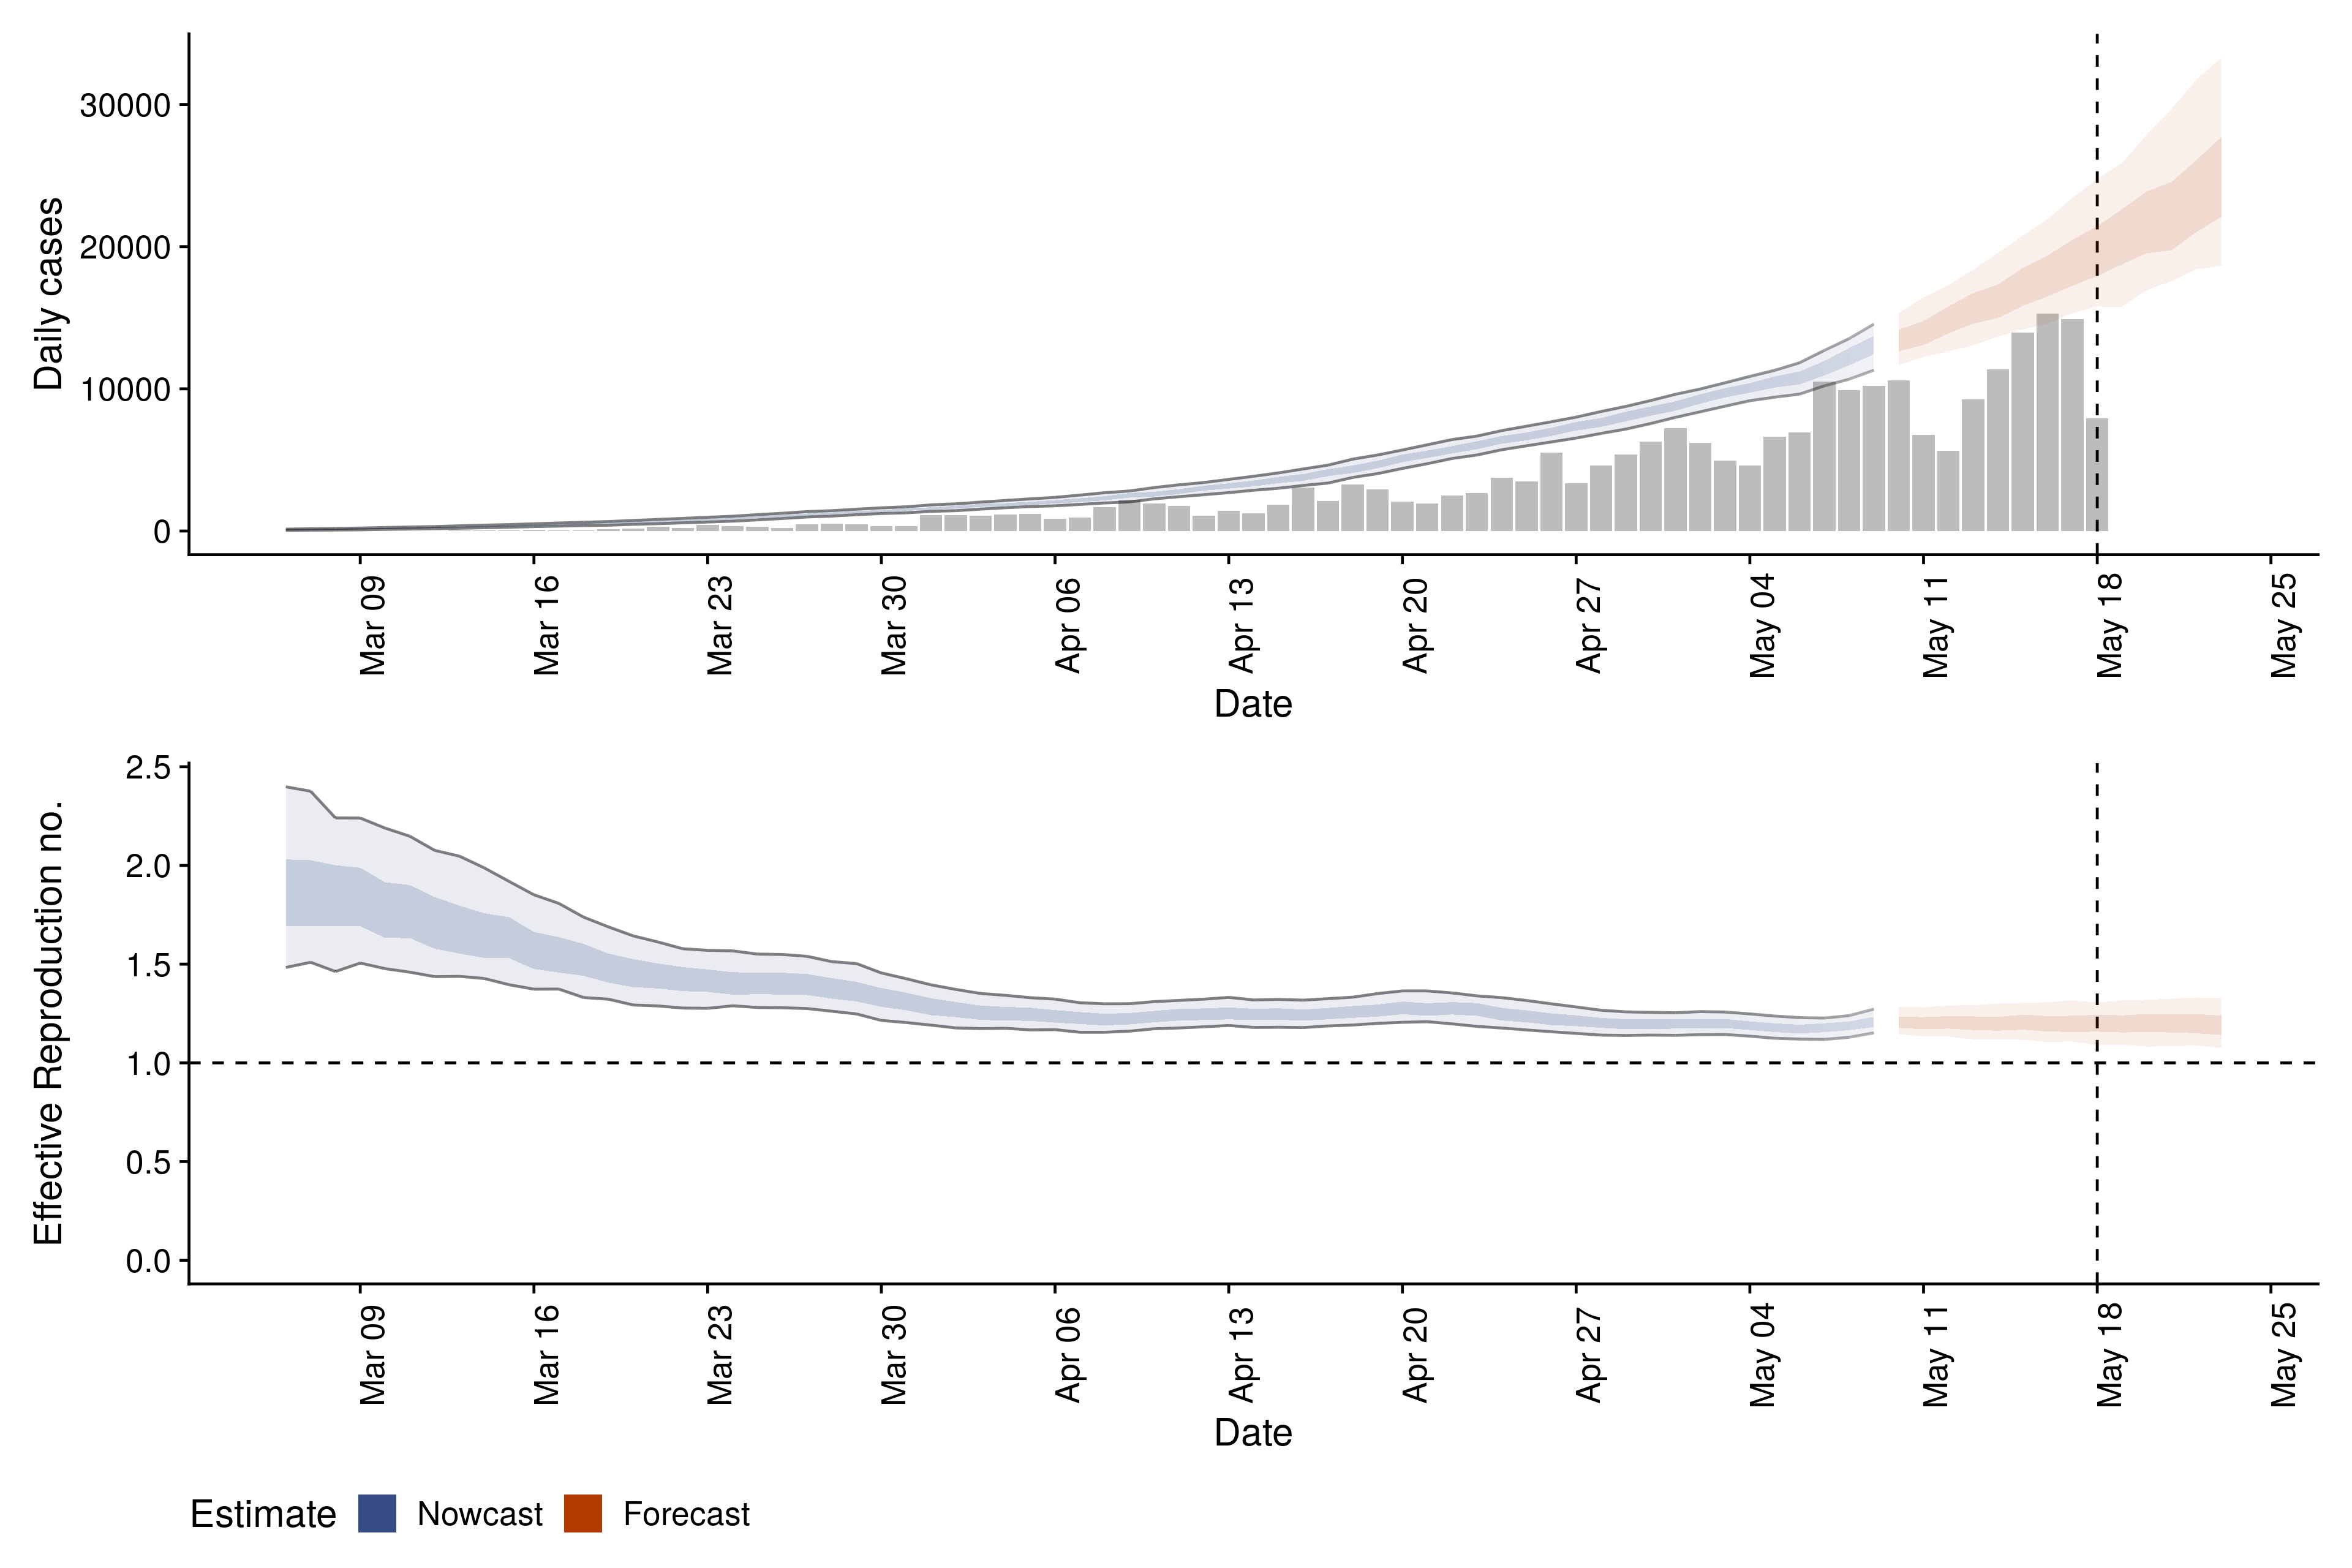 Daily cases
30000
20000
10000
0
Mar 09
Mar 16
Mar 23
Mar 30
Apr 06
Apr 13
Apr 20
Apr 27
May 04
May 11
May 18
May 25
Date
Effective Reproduction no.
2.5
2.0
1.5
1.0
0.5
0.0
Mar 09
Mar 16
Mar 23
Mar 30
Apr 06
Apr 13
Apr 20
Apr 27
May 04
May 11
May 18
May 25
Date
Estimate Nowcast Forecast